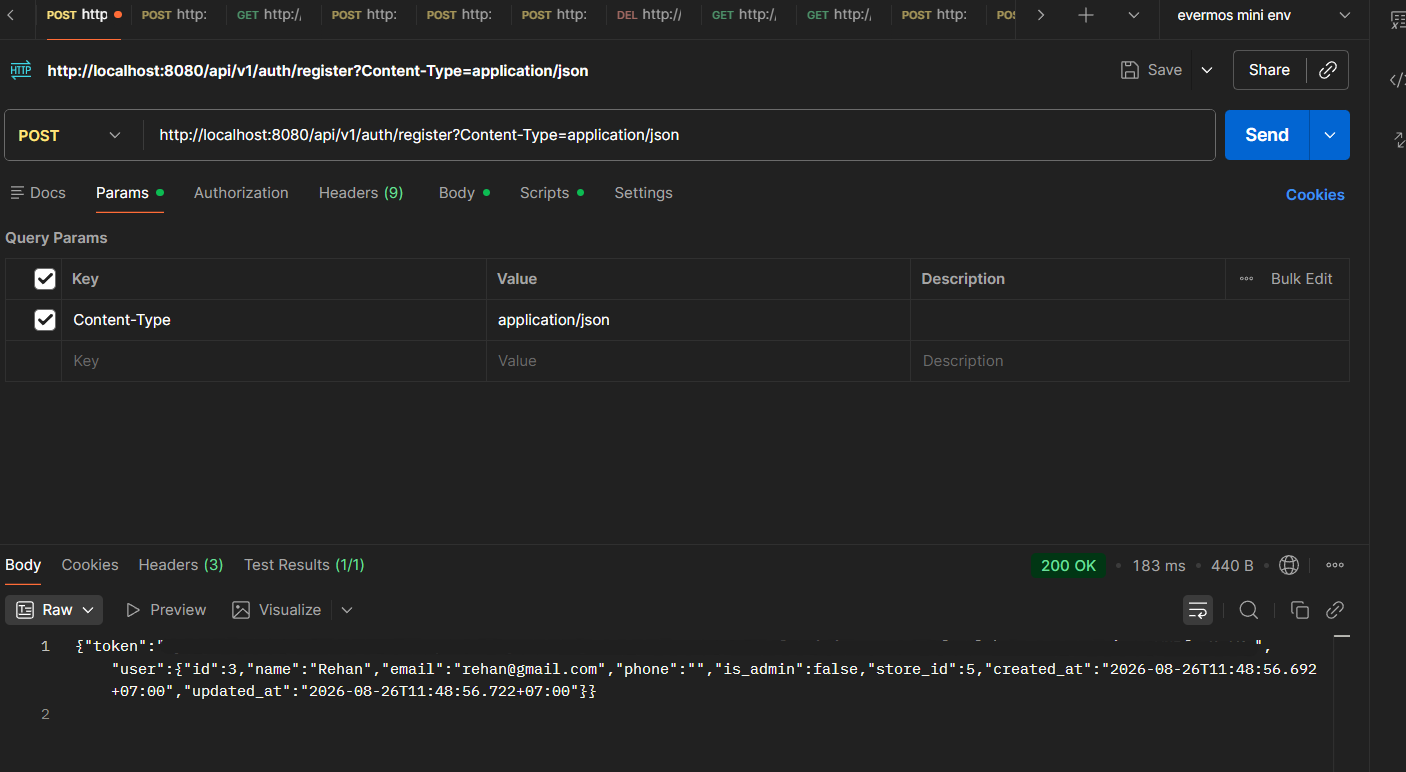 POST http POST http: GET http:/, POST http: POST http: POST http: DEL http:// GET http:/, GET http:/, POST http: POS evermos mini env
HTTP http://localhost:8080/api/v1/auth/register?Content-Type=application/json Save Share
POST http://localhost:8080/api/v1/auth/register?Content-Type=application/json Send
Docs Params Authorization Headers (9) Body Scripts Settings Cookies
Query Params
Key Value Description Bulk Edit
Content-Type application/json
Key Value Description
Body Cookies Headers (3) Test Results (1/1) 200 OK 183 ms 440 B
Raw Preview Visualize
1 {"token":" ",
"user":{"id":3,"name":"Rehan","email":"rehan@gmail.com","phone":"","is_admin":false,"store_id":5,"created_at":"2026-08-26T11:48:56.692
+07:00","updated_at":"2026-08-26T11:48:56.722+07:00"}}
2